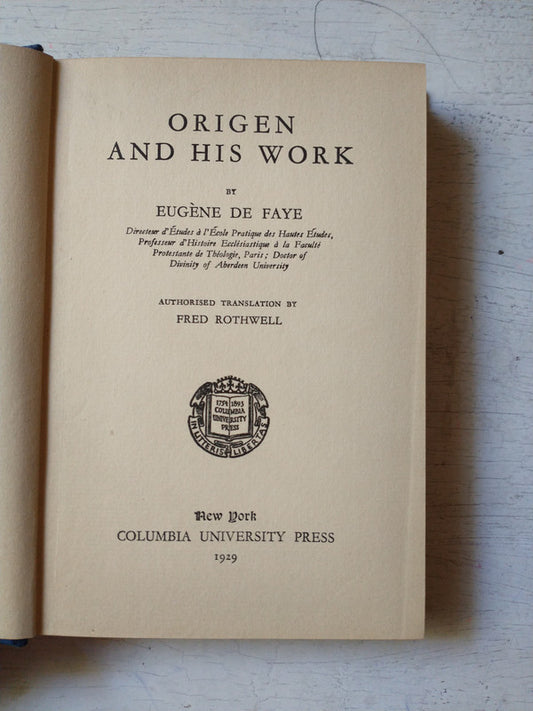 ORIGEN
AND HIS WORK
BY
EUGÈNE DE FAYE
Directeur d'Études à l'École Pratique des Hautes Études,
Professeur d'Histoire Ecclésiastique à la Faculté
Protestante de Théologie, Paris; Doctor of
Divinity of Aberdeen University
AUTHORISED TRANSLATION BY
FRED ROTHWELL
1754 1893
COLUMBIA
UNIVERSITY
PRESS
IN LITTERIS LIBERTAS
New York
COLUMBIA UNIVERSITY PRESS
1929